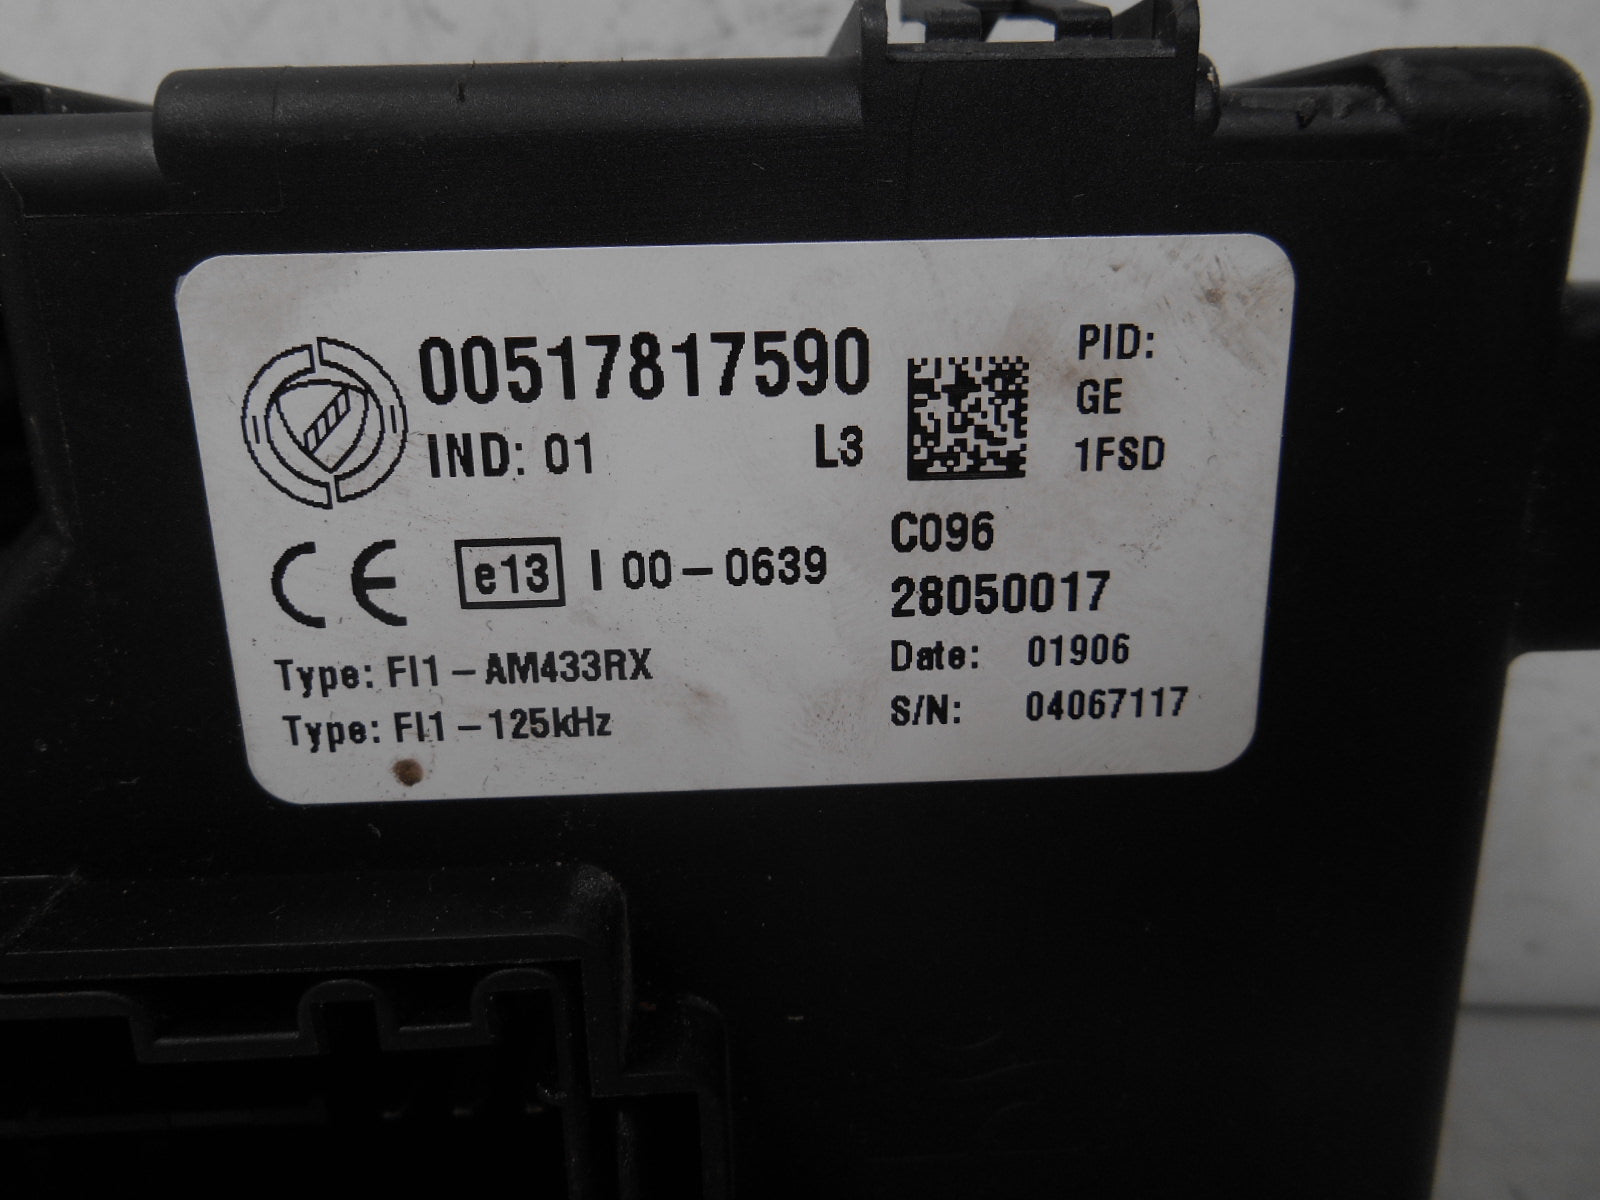 00517817590
IND: 01 L3
PID:
GE
1FSD
CE e13 I 00-0639
Type: FI1-AM433RX
Type: FI1-125kHz
C096
28050017
Date: 01906
S/N: 04067117